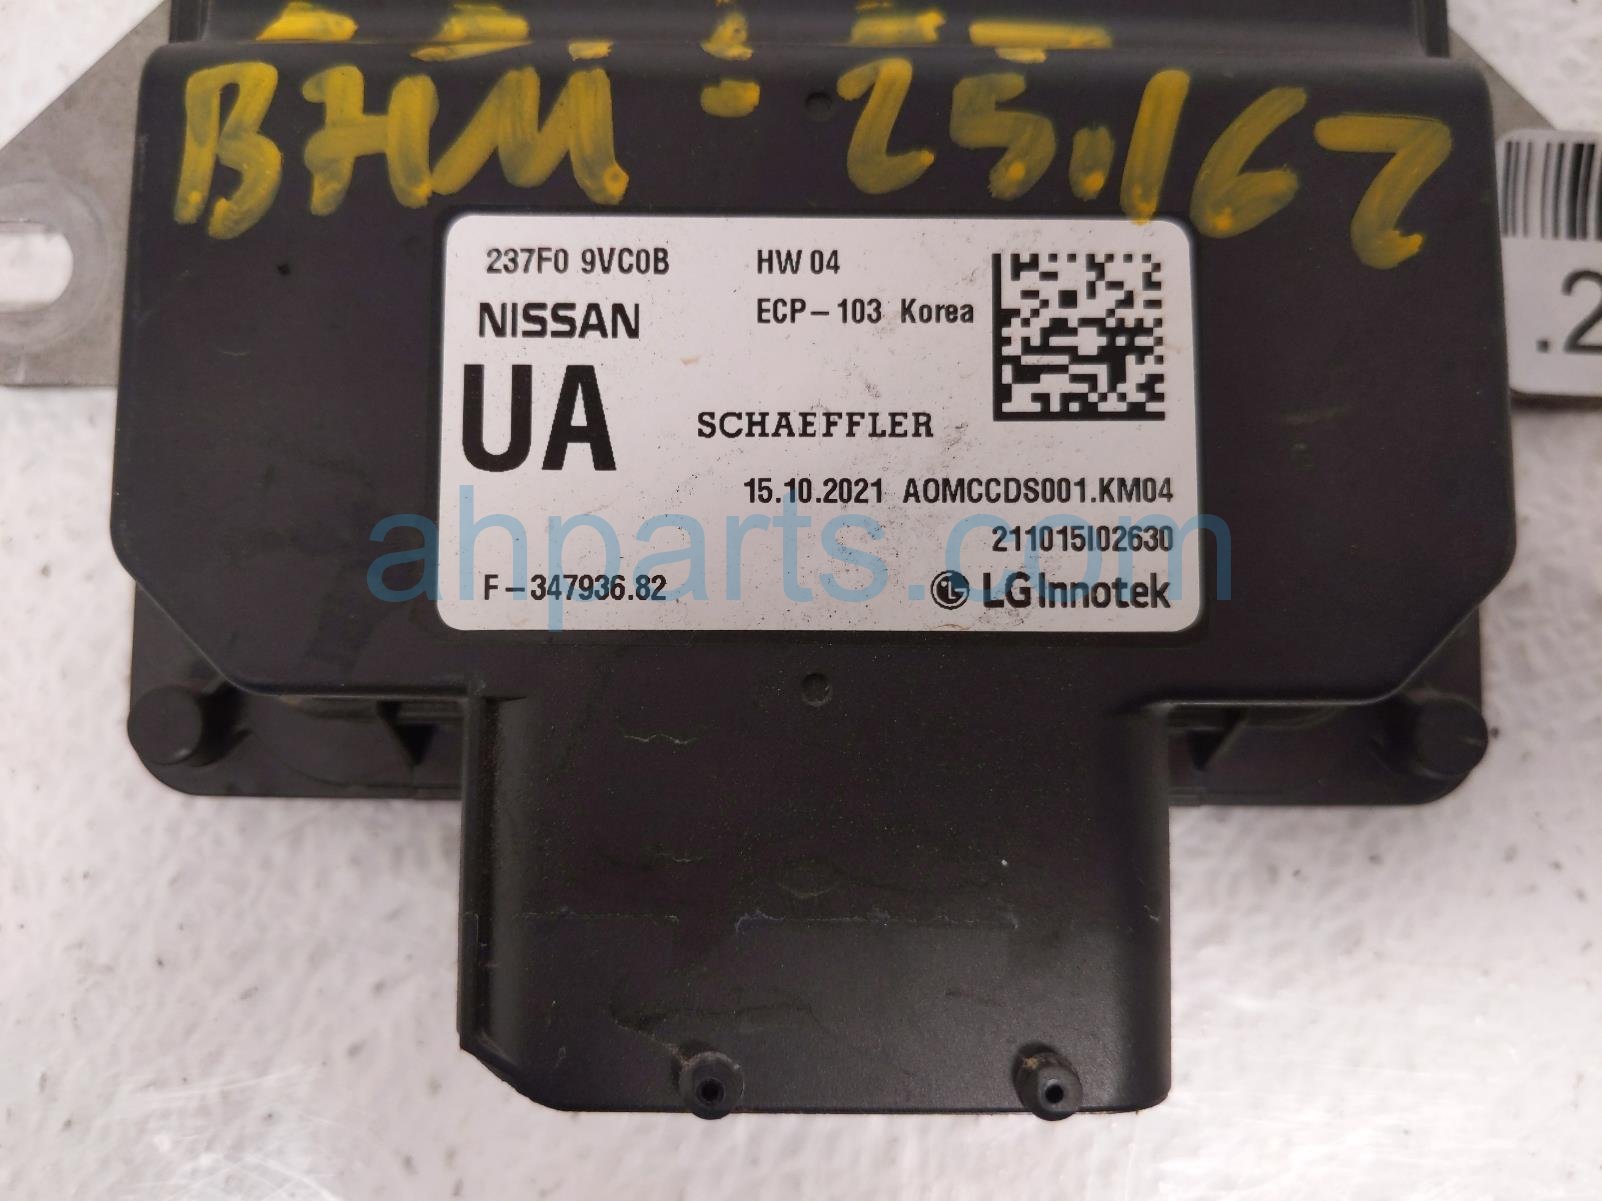 BHM - 25.167
237F0 9VC0B HW 04
NISSAN ECP-103 Korea
UA
SCHAEFFLER
15.10.2021 AOMCCDS001.KM04
ahparts.com
211015I02630
F-347936.82 LG Innotek
.2